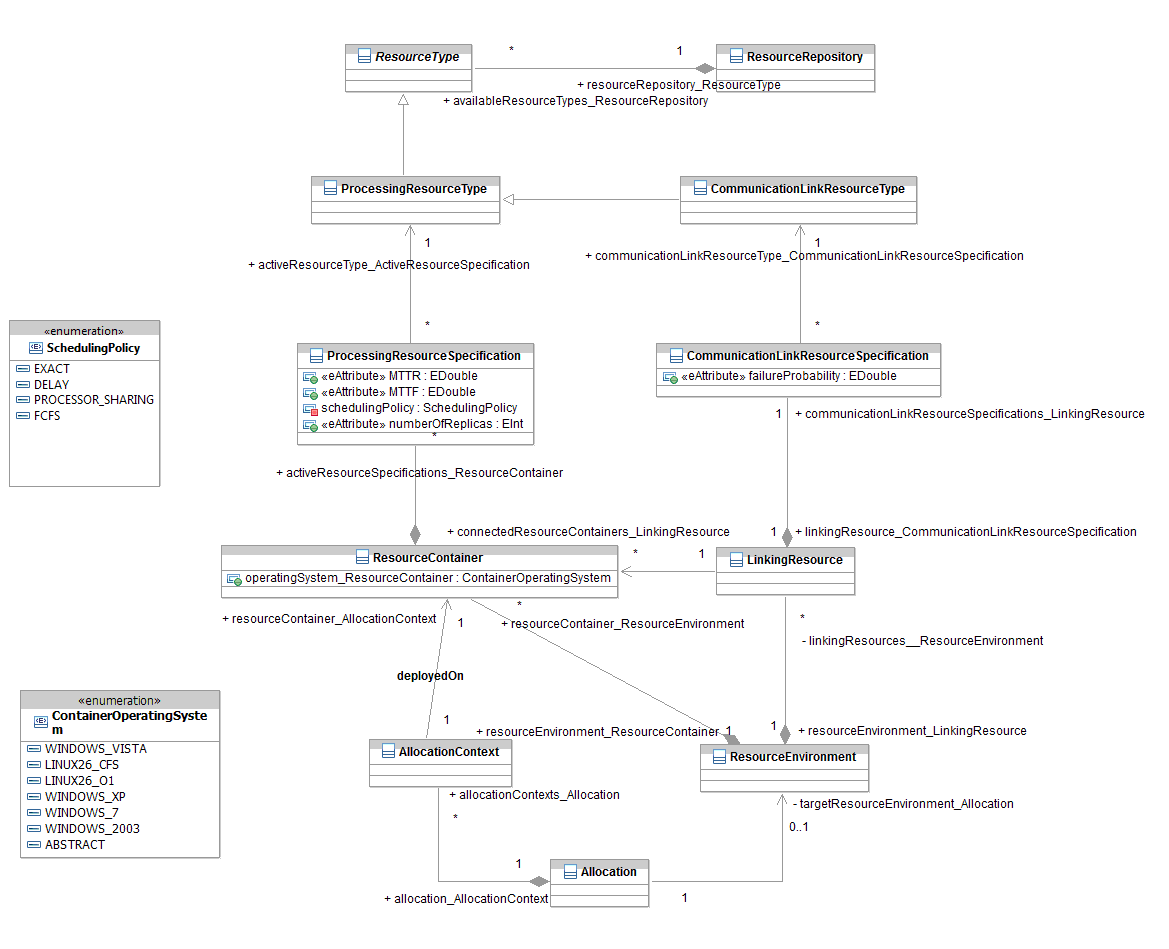 * 1
ResourceType
ResourceRepository
+ resourceRepository_ResourceType
+ availableResourceTypes_ResourceRepository
ProcessingResourceType
CommunicationLinkResourceType
1
1
+ activeResourceType_ActiveResourceSpecification
+ communicationLinkResourceType_CommunicationLinkResourceSpecification
* *
«enumeration»
SchedulingPolicy
EXACT
DELAY
PROCESSOR_SHARING
FCFS
ProcessingResourceSpecification
«eAttribute» MTTR : EDouble
«eAttribute» MTTF : EDouble
schedulingPolicy : SchedulingPolicy
«eAttribute» numberOfReplicas : EInt
*
CommunicationLinkResourceSpecification
«eAttribute» failureProbability : EDouble
1 + communicationLinkResourceSpecifications_LinkingResource
+ activeResourceSpecifications_ResourceContainer
+ connectedResourceContainers_LinkingResource
1 + linkingResource_CommunicationLinkResourceSpecification
ResourceContainer
operatingSystem_ResourceContainer : ContainerOperatingSystem
* 1
LinkingResource
+ resourceContainer_AllocationContext
1
*
+ resourceContainer_ResourceEnvironment
*
- linkingResources__ResourceEnvironment
deployedOn
«enumeration»
ContainerOperatingSyste
m
WINDOWS_VISTA
LINUX26_CFS
LINUX26_O1
WINDOWS_XP
WINDOWS_7
WINDOWS_2003
ABSTRACT
1
+ resourceEnvironment_ResourceContainer 1
1 + resourceEnvironment_LinkingResource
AllocationContext
ResourceEnvironment
+ allocationContexts_Allocation
*
- targetResourceEnvironment_Allocation
0..1
1
Allocation
+ allocation_AllocationContext
1